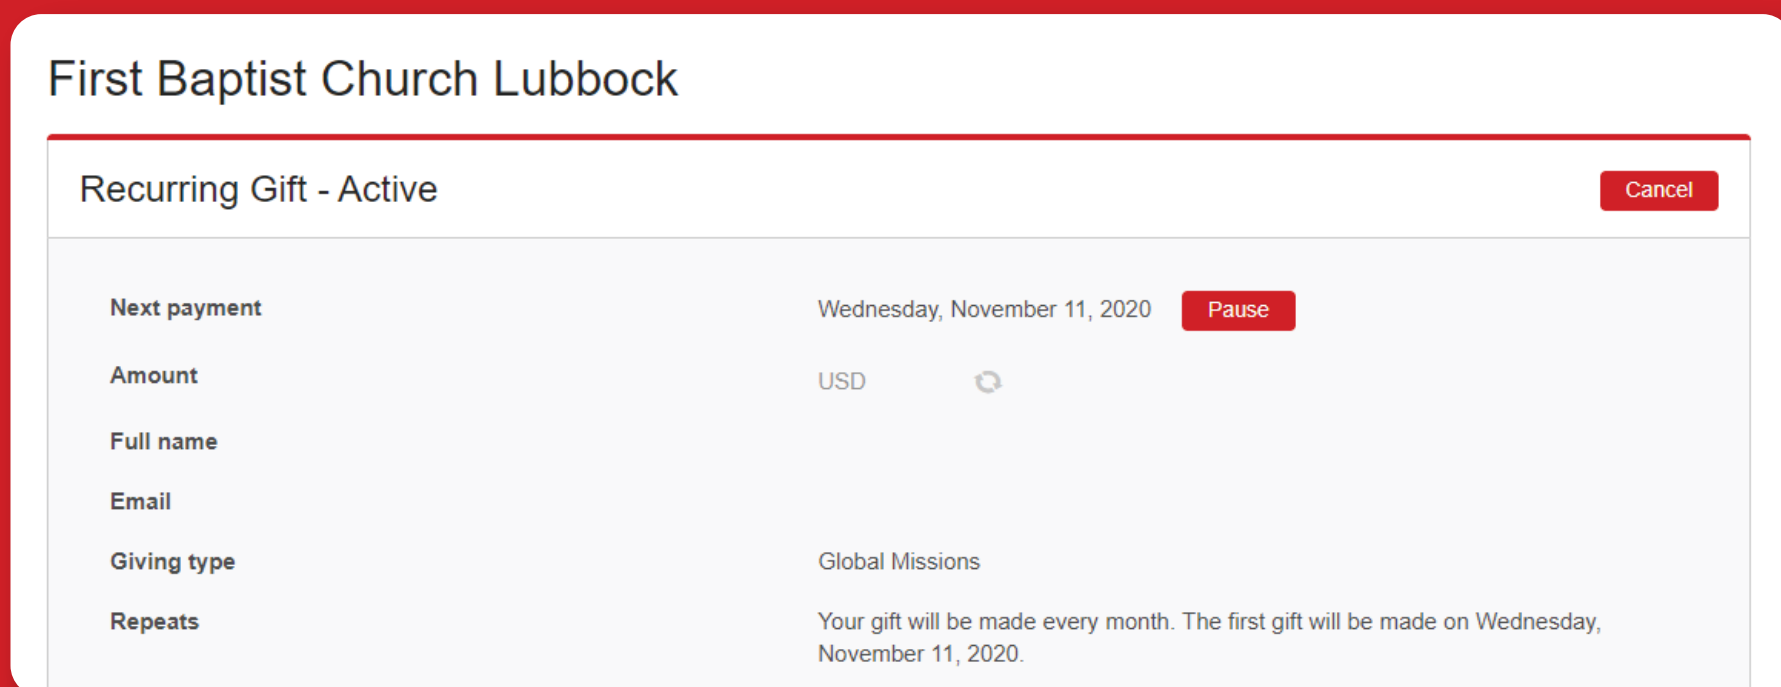 First Baptist Church Lubbock
Recurring Gift - Active
Cancel
Next payment
Wednesday, November 11, 2020
Pause
Amount
USD
Full name
Email
Giving type
Global Missions
Repeats
Your gift will be made every month. The first gift will be made on Wednesday,
November 11, 2020.